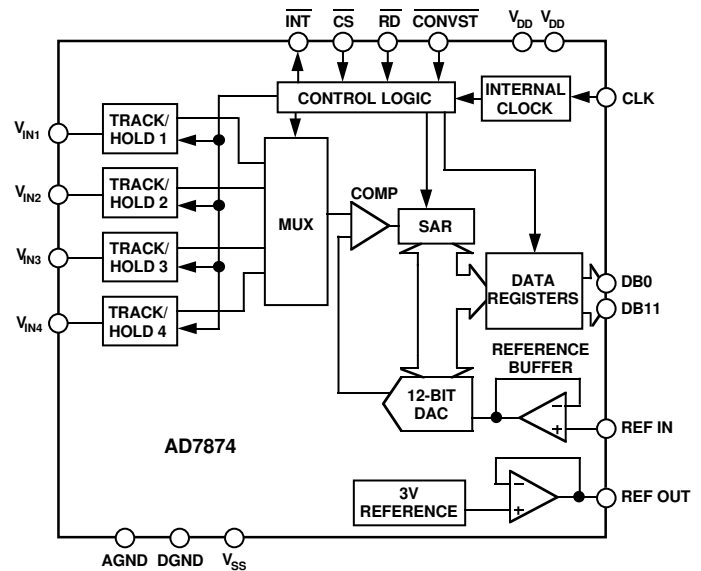 INT CS RD CONVST VDD VDD
CONTROL LOGIC
INTERNAL
CLOCK
CLK
VIN1
TRACK/
HOLD 1
VIN2
TRACK/
HOLD 2
VIN3
TRACK/
HOLD 3
VIN4
TRACK/
HOLD 4
MUX
COMP
SAR
DATA
REGISTERS
DB0
DB11
REFERENCE
BUFFER
12-BIT
DAC
–
+
REF IN
AD7874
3V
REFERENCE
–
+
REF OUT
AGND DGND VSS